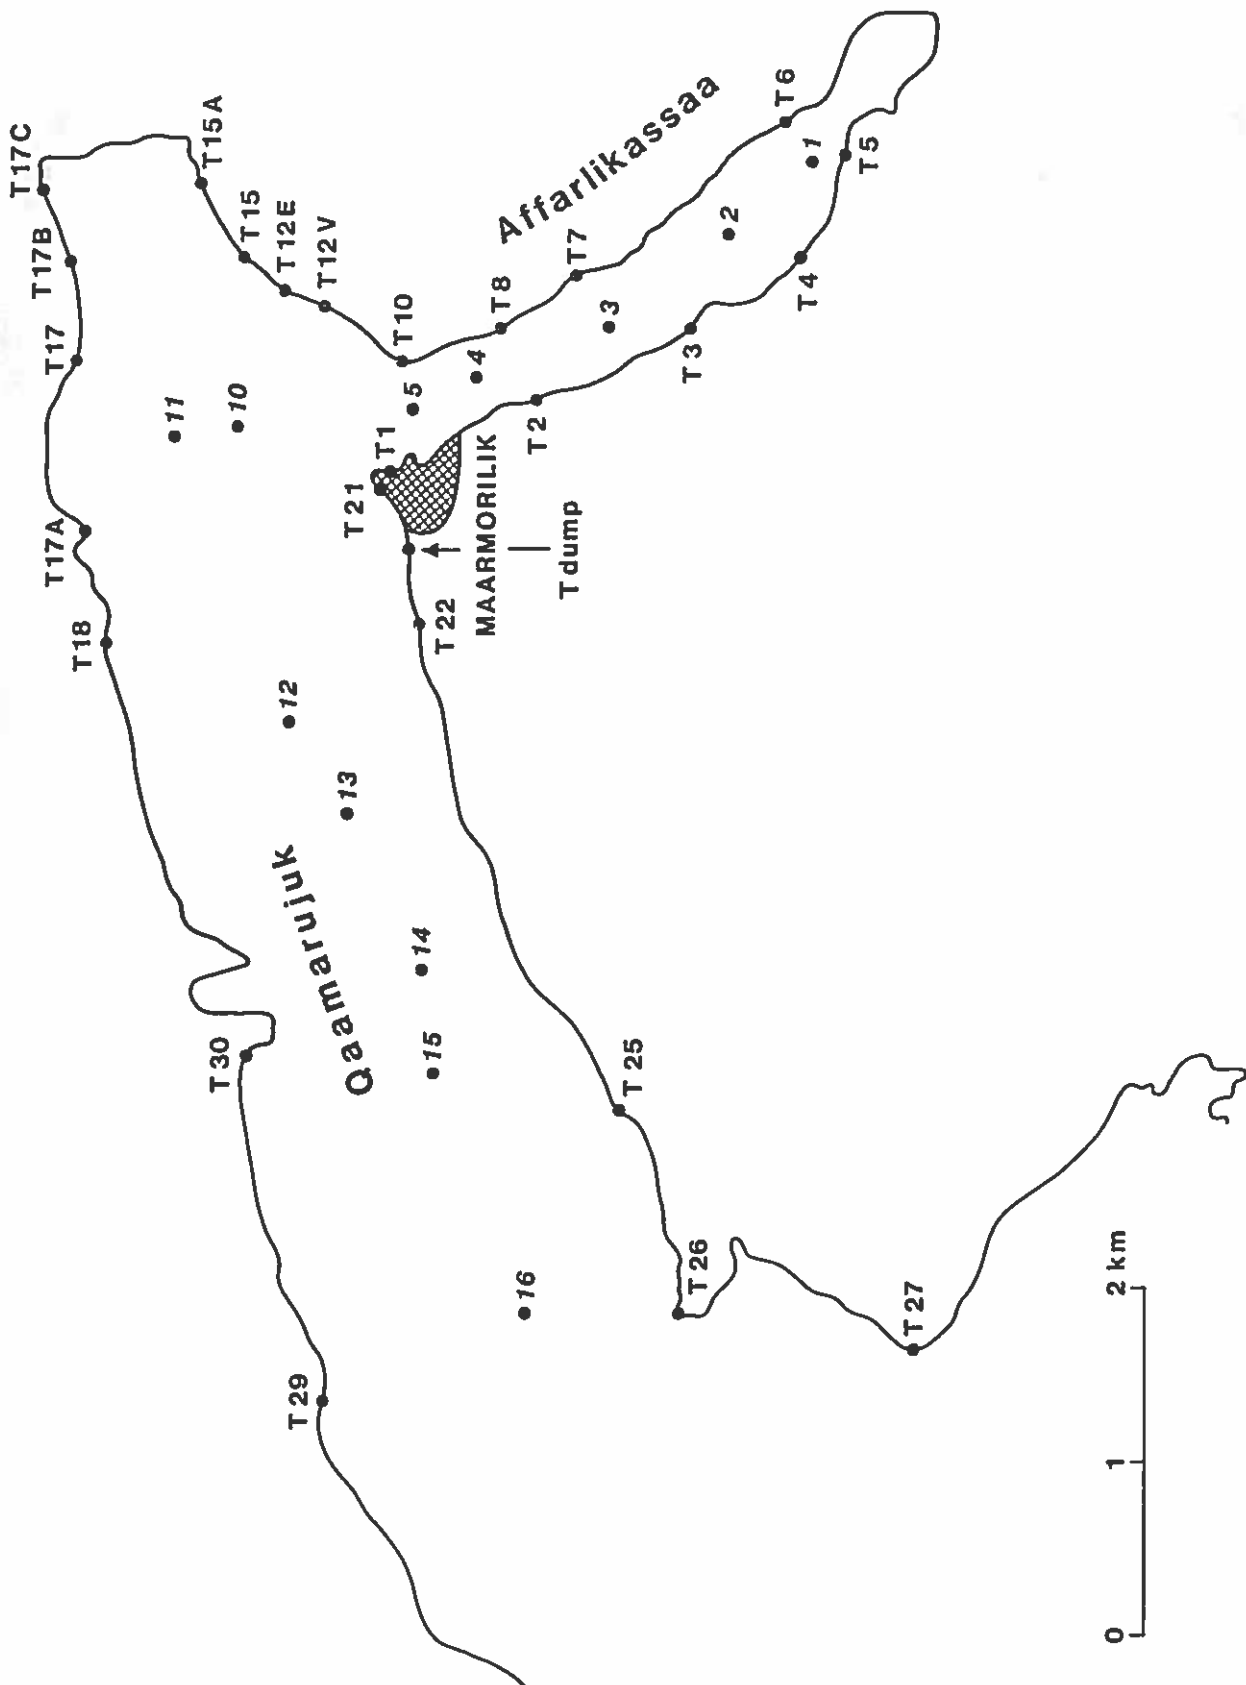 T17C
T17B
T17
T17A
T18
T15A
T15
T12E
T12V
T10
T8
T7
Affarlikassaa
T6
1
T5
2
T4
3
T3
4
5
T2
T1
T21
MAARMORILIK
T dump
T22
11
10
12
13
Qaamarujuk
14
15
T30
T25
16
T26
T29
T27
0 1 2 km